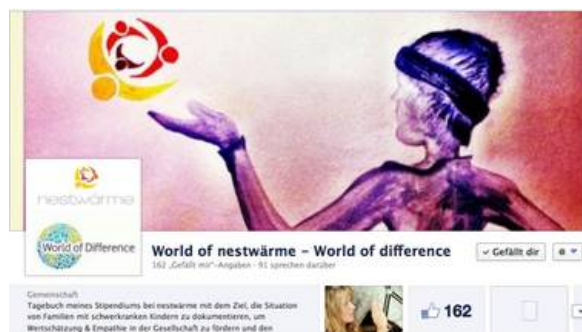 nestwärme
World of Difference
World of nestwärme – World of difference
162 „Gefällt mir“-Angaben · 91 sprechen darüber
✓ Gefällt dir
Gemeinschaft
Tagebuch meines Stipendiums bei nestwärme mit dem Ziel, die Situation
von Familien mit schwerkranken Kindern zu dokumentieren, um
Wertschätzung & Empathie in der Gesellschaft zu fördern und den
162